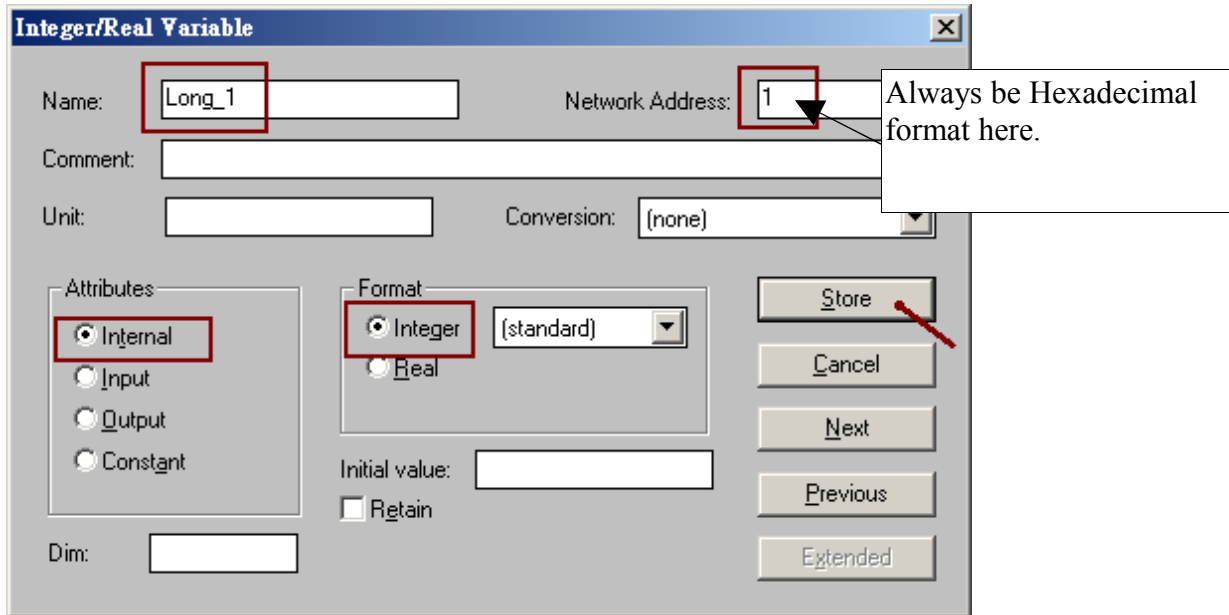 Integer/Real Variable
Name: Long_1 Network Address: 1
Always be Hexadecimal
format here.
Comment:
Unit: Conversion: (none)
Attributes
Internal
Input
Output
Constant
Format
Integer (standard)
Real
Initial value:
Retain
Dim:
Store
Cancel
Next
Previous
Extended